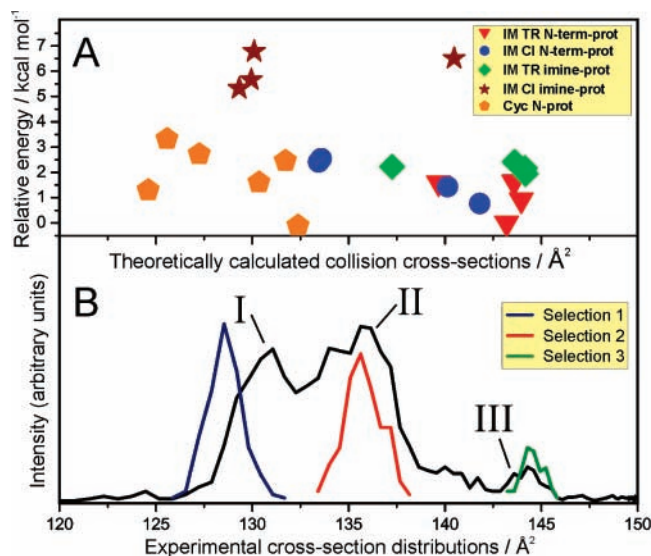 A
Relative energy / kcal mol⁻¹
7
6
5
4
3
2
1
0
IM TR N-term-prot
IM CI N-term-prot
IM TR imine-prot
IM CI imine-prot
Cyc N-prot
Theoretically calculated collision cross-sections / Å²
B
Intensity (arbitrary units)
I
II
III
Selection 1
Selection 2
Selection 3
120 125 130 135 140 145 150
Experimental cross-section distributions / Å²